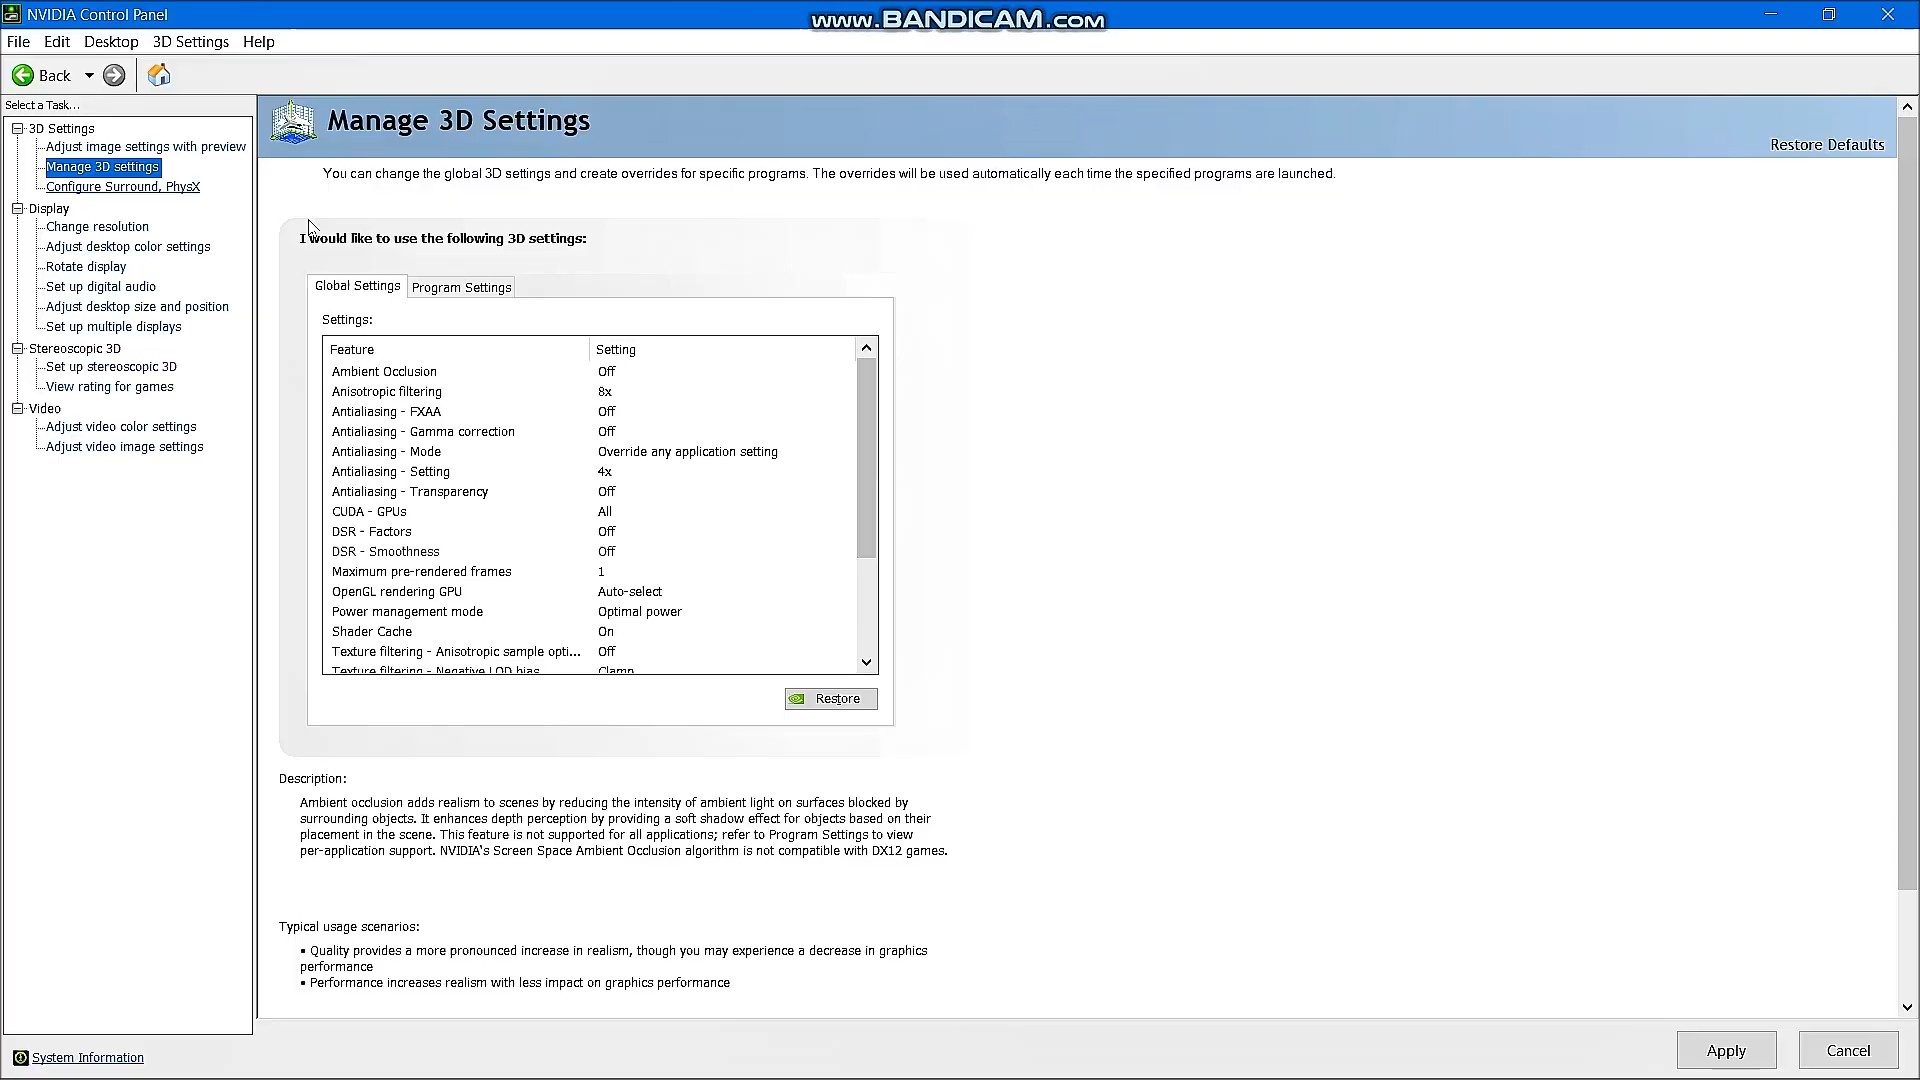 NVIDIA Control Panel
www.BANDICAM.com
File Edit Desktop 3D Settings Help
Back
Select a Task...
3D Settings
Adjust image settings with preview
Manage 3D settings
Configure Surround, PhysX
Display
Change resolution
Adjust desktop color settings
Rotate display
Set up digital audio
Adjust desktop size and position
Set up multiple displays
Stereoscopic 3D
Set up stereoscopic 3D
View rating for games
Video
Adjust video color settings
Adjust video image settings
System Information
Manage 3D Settings
Restore Defaults
You can change the global 3D settings and create overrides for specific programs. The overrides will be used automatically each time the specified programs are launched.
I would like to use the following 3D settings:
Global Settings Program Settings
Settings:
Feature Setting
Ambient Occlusion Off
Anisotropic filtering 8x
Antialiasing - FXAA Off
Antialiasing - Gamma correction Off
Antialiasing - Mode Override any application setting
Antialiasing - Setting 4x
Antialiasing - Transparency Off
CUDA - GPUs All
DSR - Factors Off
DSR - Smoothness Off
Maximum pre-rendered frames 1
OpenGL rendering GPU Auto-select
Power management mode Optimal power
Shader Cache On
Texture filtering - Anisotropic sample opti... Off
Texture filtering - Negative LOD bias Clamp
Restore
Description:
Ambient occlusion adds realism to scenes by reducing the intensity of ambient light on surfaces blocked by
surrounding objects. It enhances depth perception by providing a soft shadow effect for objects based on their
placement in the scene. This feature is not supported for all applications; refer to Program Settings to view
per-application support. NVIDIA's Screen Space Ambient Occlusion algorithm is not compatible with DX12 games.
Typical usage scenarios:
▪ Quality provides a more pronounced increase in realism, though you may experience a decrease in graphics
performance
▪ Performance increases realism with less impact on graphics performance
Apply Cancel